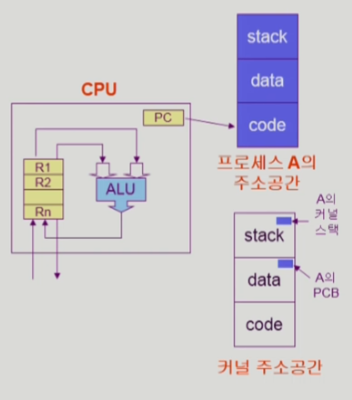 CPU
PC
R1
R2
Rn
ALU
stack
data
code
프로세스 A의
주소공간
stack
data
code
A의
커널
스택
A의
PCB
커널 주소공간